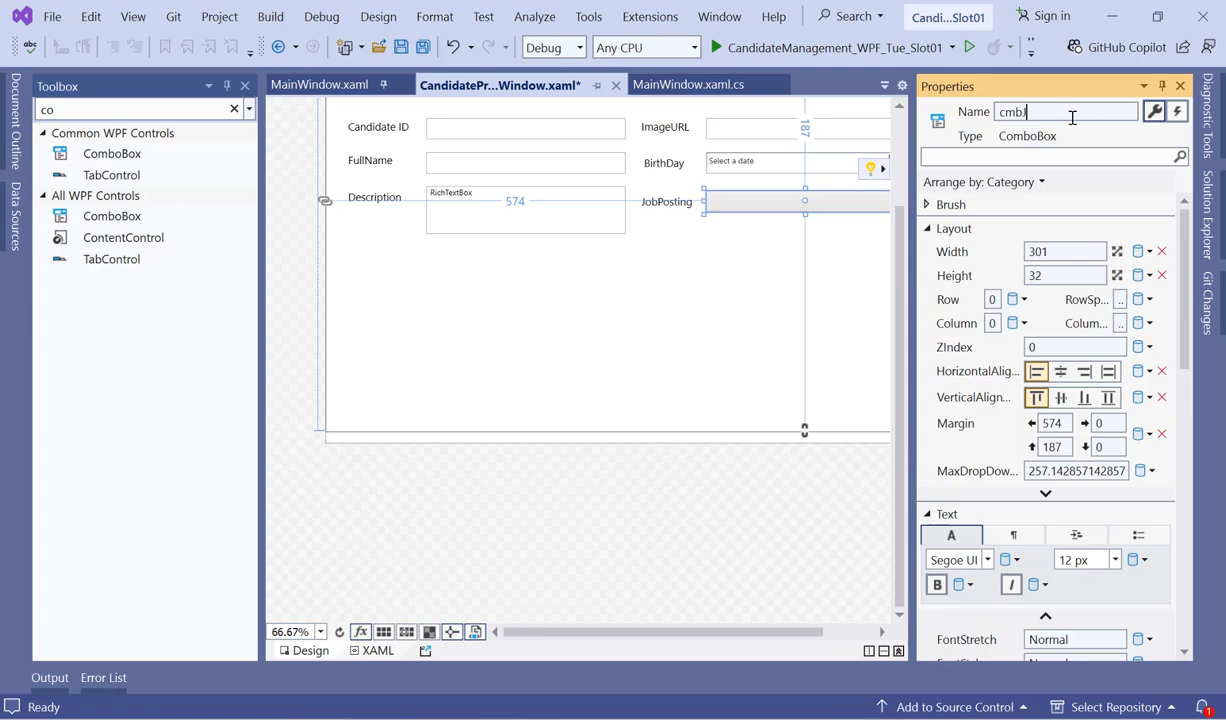 File Edit View Git Project Build Debug Design Format Test Analyze Tools Extensions Window Help Search Candi...Slot01 Sign in
Debug Any CPU CandidateManagement_WPF_Tue_Slot01 GitHub Copilot
Document Outline
Data Sources
Toolbox
co
Common WPF Controls
ComboBox
TabControl
All WPF Controls
ComboBox
ContentControl
TabControl
MainWindow.xaml CandidatePr...Window.xaml* MainWindow.xaml.cs
Candidate ID ImageURL 187
FullName BirthDay Select a date
Description RichTextBox 574 JobPosting
66.67% fx
Design XAML
Properties
Name cmbJ
Type ComboBox
Arrange by: Category
Brush
Layout
Width 301
Height 32
Row 0 RowSp... ..
Column 0 Colum... ..
ZIndex 0
HorizontalAlig...
VerticalAlign...
Margin 574 0
187 0
MaxDropDow... 257.142857142857
Text
A ¶
Segoe UI 12 px
B I
FontStretch Normal
Diagnostic Tools
Solution Explorer
Git Changes
Output Error List
Ready Add to Source Control Select Repository 1